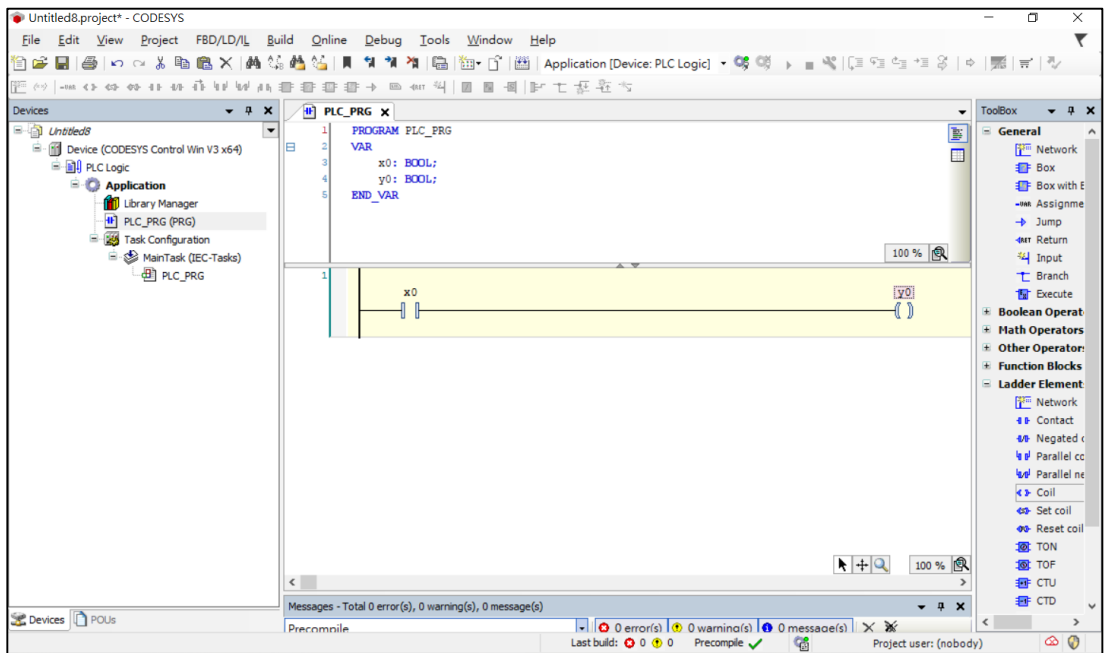 Untitled8.project* - CODESYS
File Edit View Project FBD/LD/IL Build Online Debug Tools Window Help
Application [Device: PLC Logic]
Devices
Untitled8
Device (CODESYS Control Win V3 x64)
PLC Logic
Application
Library Manager
PLC_PRG (PRG)
Task Configuration
MainTask (IEC-Tasks)
PLC_PRG
Devices POUs
PLC_PRG
1 PROGRAM PLC_PRG
2 VAR
3 x0: BOOL;
4 y0: BOOL;
5 END_VAR
100 %
1
x0 y0
100 %
Messages - Total 0 error(s), 0 warning(s), 0 message(s)
Precompile 0 error(s) 0 warning(s) 0 message(s)
ToolBox
General
Network
Box
Box with E
Assignme
Jump
Return
Input
Branch
Execute
Boolean Operat
Math Operators
Other Operator
Function Blocks
Ladder Element
Network
Contact
Negated c
Parallel cc
Parallel ne
Coil
Set coil
Reset coil
TON
TOF
CTU
CTD
Last build: 0 0 Precompile Project user: (nobody)